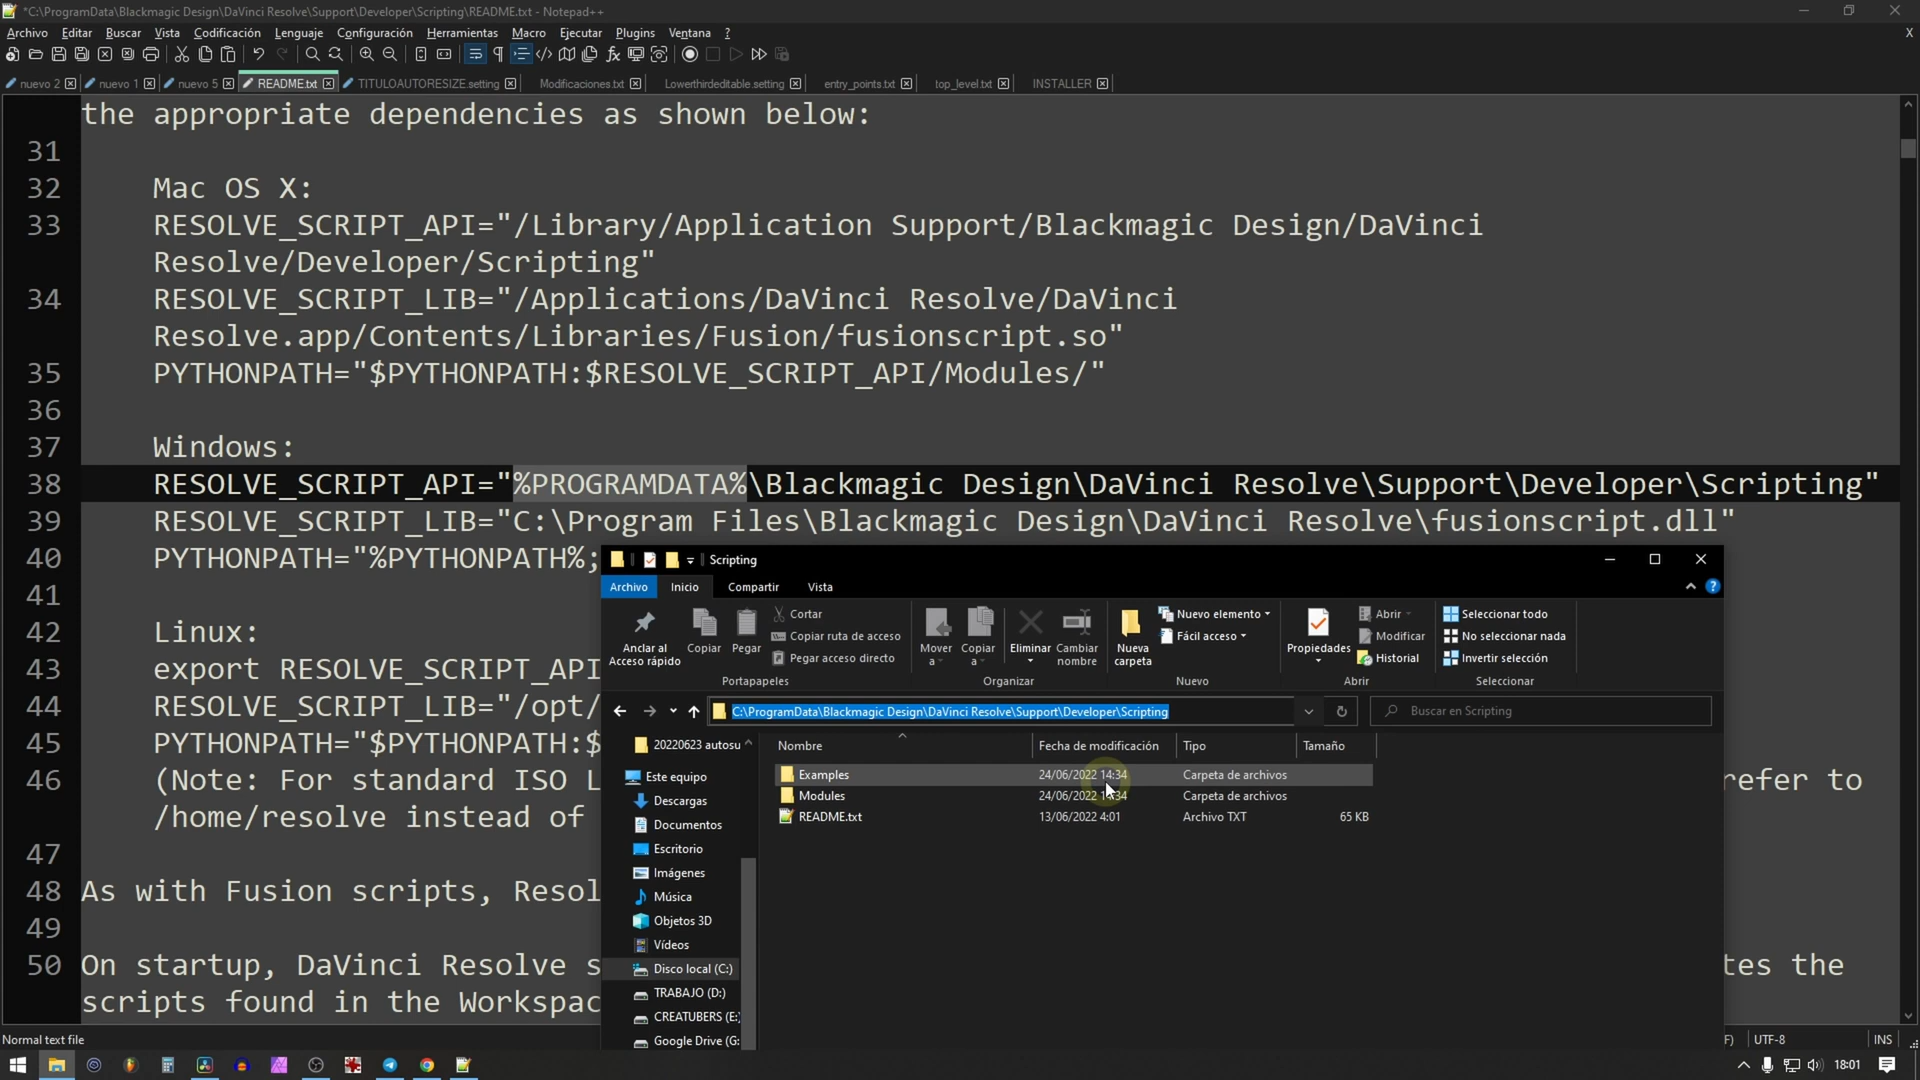 *C:\ProgramData\Blackmagic Design\DaVinci Resolve\Support\Developer\Scripting\README.txt - Notepad++
Archivo Editar Buscar Vista Codificación Lenguaje Configuración Herramientas Macro Ejecutar Plugins Ventana ?
X
nuevo 2 nuevo 1 nuevo 5 README.txt TITULOAUTORESIZE.setting Modificaciones.txt Lowerthirdeditable.setting entry_points.txt top_level.txt INSTALLER
the appropriate dependencies as shown below:
31
32 Mac OS X:
33 RESOLVE_SCRIPT_API="/Library/Application Support/Blackmagic Design/DaVinci
Resolve/Developer/Scripting"
34 RESOLVE_SCRIPT_LIB="/Applications/DaVinci Resolve/DaVinci
Resolve.app/Contents/Libraries/Fusion/fusionscript.so"
35 PYTHONPATH="$PYTHONPATH:$RESOLVE_SCRIPT_API/Modules/"
36
37 Windows:
38 RESOLVE_SCRIPT_API="%PROGRAMDATA%\Blackmagic Design\DaVinci Resolve\Support\Developer\Scripting"
39 RESOLVE_SCRIPT_LIB="C:\Program Files\Blackmagic Design\DaVinci Resolve\fusionscript.dll"
40 PYTHONPATH="%PYTHONPATH%;
41
42 Linux:
43 export RESOLVE_SCRIPT_API
44 RESOLVE_SCRIPT_LIB="/opt/
45 PYTHONPATH="$PYTHONPATH:$
46 (Note: For standard ISO L refer to
/home/resolve instead of
47
48 As with Fusion scripts, Resol
49
50 On startup, DaVinci Resolve s tes the
scripts found in the Workspac
Scripting
Archivo Inicio Compartir Vista
Anclar al
Acceso rápido
Copiar
Pegar
Cortar
Copiar ruta de acceso
Pegar acceso directo
Portapapeles
Mover
a
Copiar
a
Eliminar
Cambiar
nombre
Organizar
Nueva
carpeta
Nuevo elemento
Fácil acceso
Nuevo
Propiedades
Abrir
Modificar
Historial
Abrir
Seleccionar todo
No seleccionar nada
Invertir selección
Seleccionar
C:\ProgramData\Blackmagic Design\DaVinci Resolve\Support\Developer\Scripting
Buscar en Scripting
20220623 autosu
Este equipo
Descargas
Documentos
Escritorio
Imágenes
Música
Objetos 3D
Vídeos
Disco local (C:)
TRABAJO (D:)
CREATUBERS (E:
Google Drive (G:
Nombre Fecha de modificación Tipo Tamaño
Examples 24/06/2022 14:34 Carpeta de archivos
Modules 24/06/2022 14:34 Carpeta de archivos
README.txt 13/06/2022 4:01 Archivo TXT 65 KB
Normal text file F) UTF-8 INS
18:01